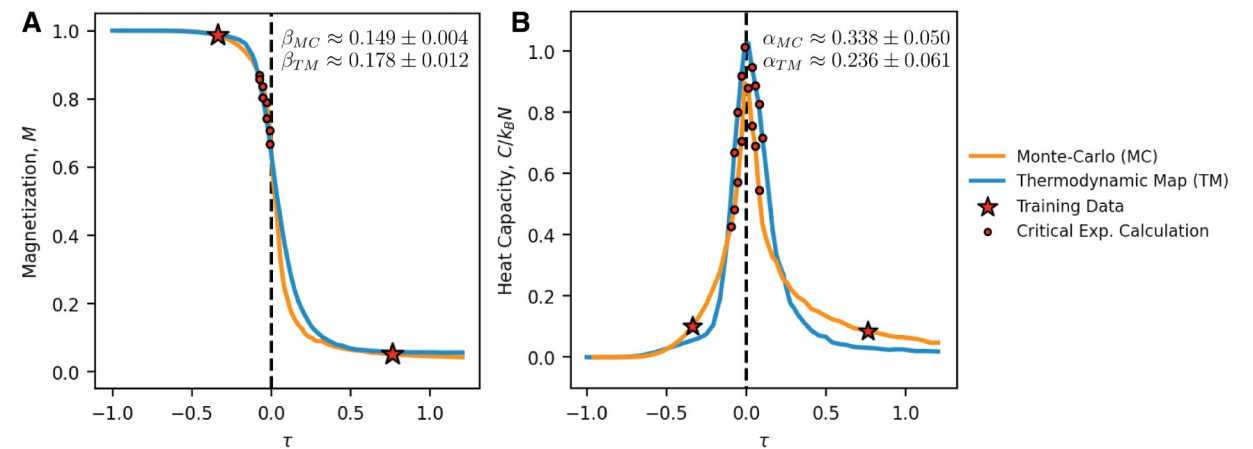 A
β_MC ≈ 0.149 ± 0.004
β_TM ≈ 0.178 ± 0.012
Magnetization, M
1.0
0.8
0.6
0.4
0.2
0.0
−1.0 −0.5 0.0 0.5 1.0
τ
B
α_MC ≈ 0.338 ± 0.050
α_TM ≈ 0.236 ± 0.061
Heat Capacity, C/k_BN
1.0
0.8
0.6
0.4
0.2
0.0
−1.0 −0.5 0.0 0.5 1.0
τ
Monte-Carlo (MC)
Thermodynamic Map (TM)
Training Data
Critical Exp. Calculation